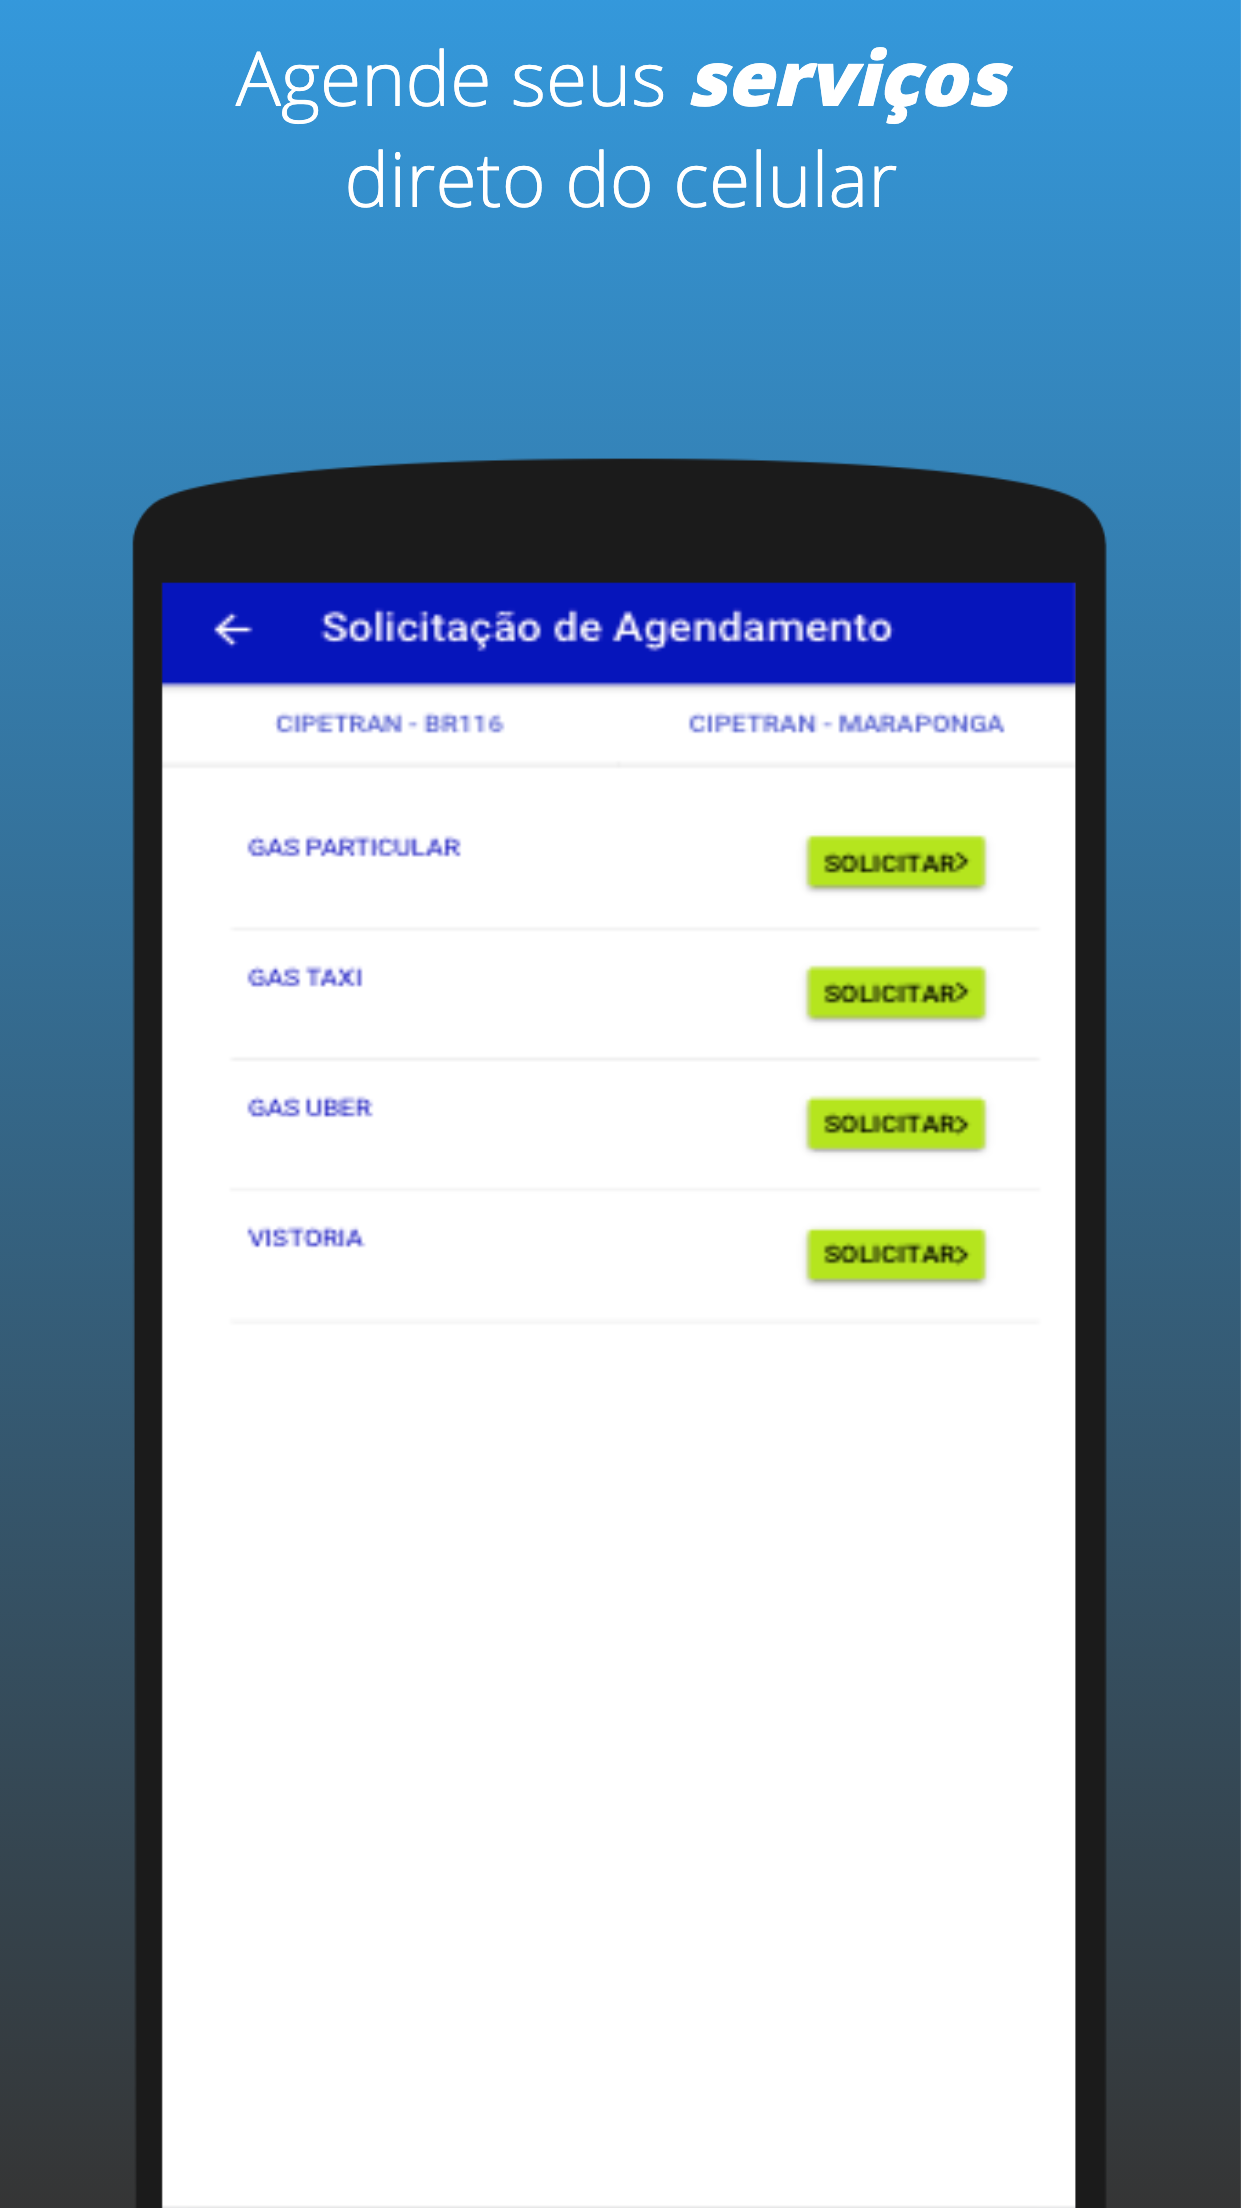 Agende seus serviços
direto do celular
Solicitação de Agendamento
CIPETRAN - BR116
CIPETRAN - MARAPONGA
GAS PARTICULAR
SOLICITAR>
GAS TAXI
SOLICITAR>
GAS UBER
SOLICITAR>
VISTORIA
SOLICITAR>